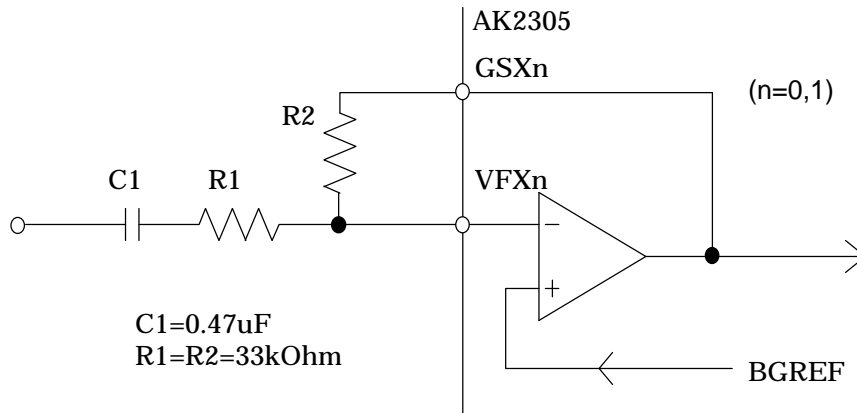 AK2305
GSXn
(n=0,1)
R2
C1
R1
VFXn
−
+
C1=0.47uF
R1=R2=33kOhm
BGREF